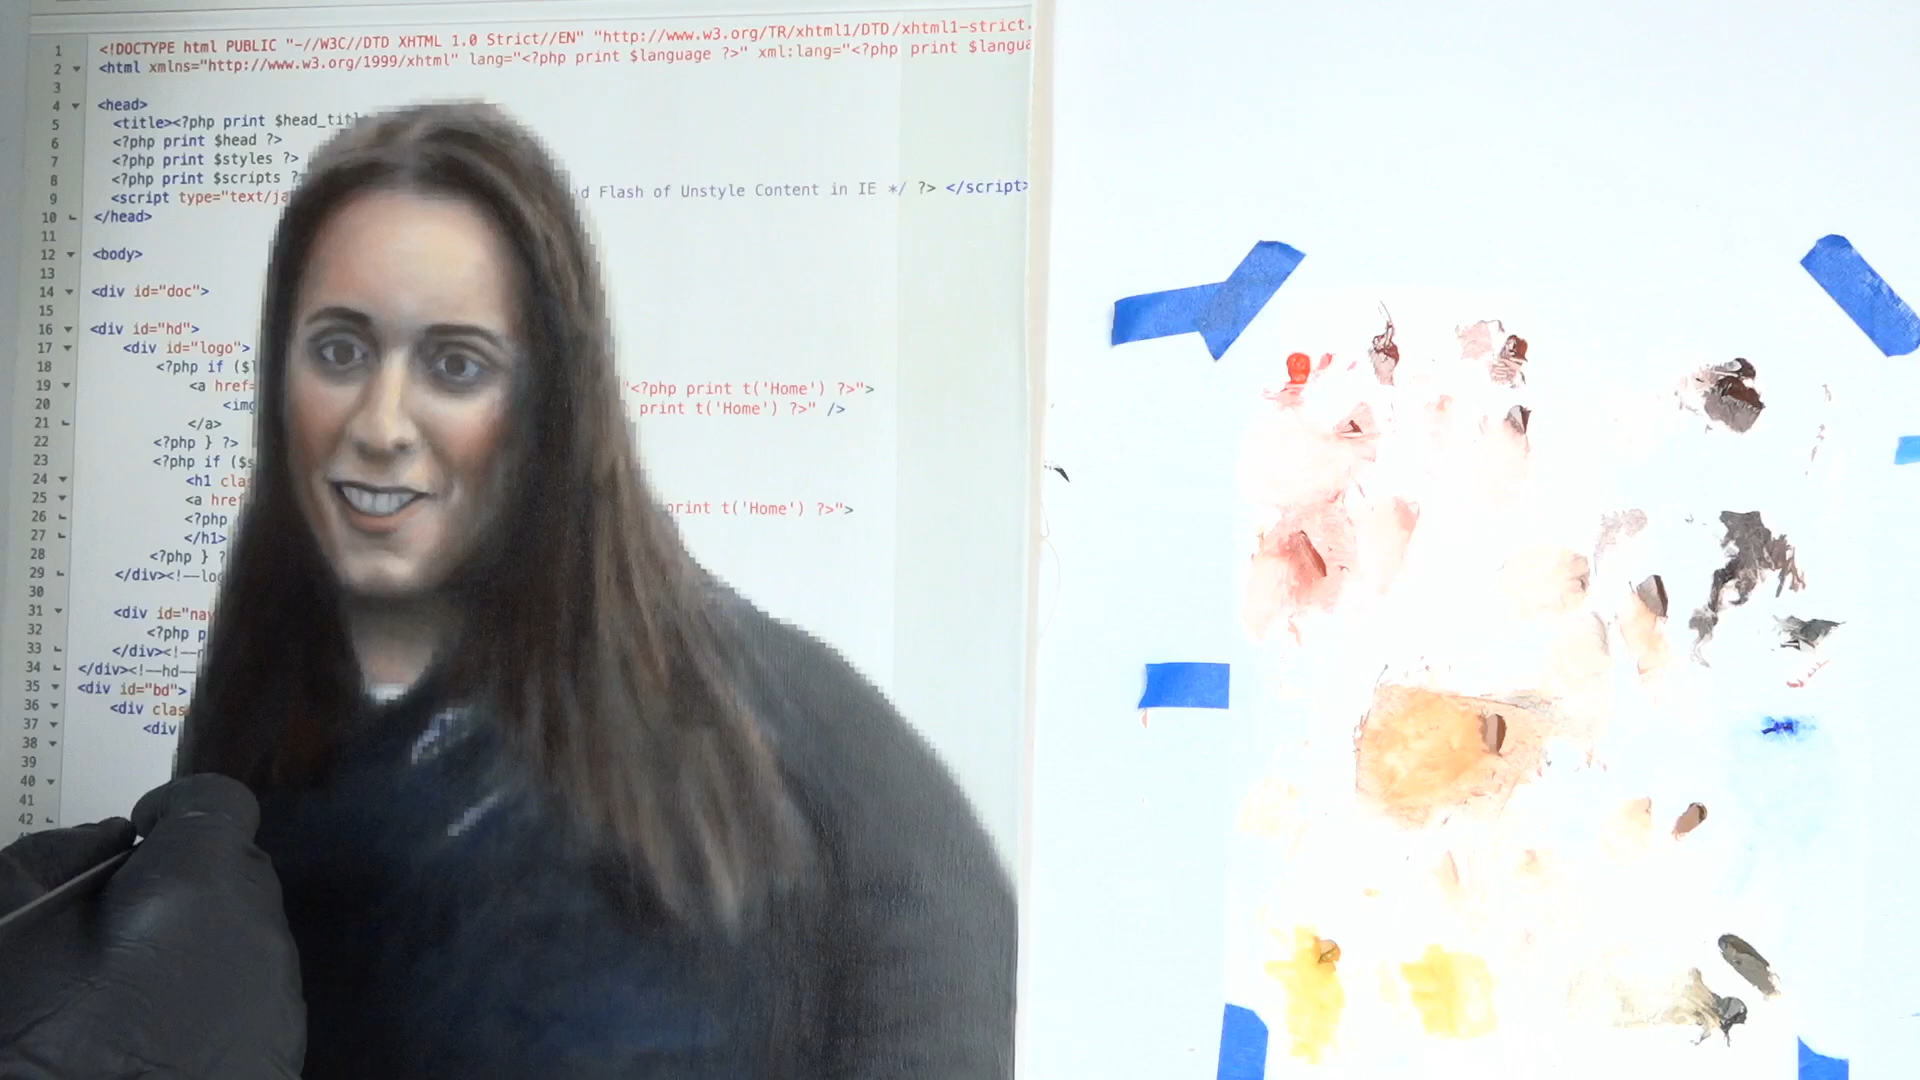 1 <!DOCTYPE html PUBLIC "-//W3C//DTD XHTML 1.0 Strict//EN" "http://www.w3.org/TR/xhtml1/DTD/xhtml1-strict.
2 <html xmlns="http://www.w3.org/1999/xhtml" lang="<?php print $language ?>" xml:lang="<?php print $langua
3
4 <head>
5 <title><?php print $head_titl
6 <?php print $head ?>
7 <?php print $styles ?>
8 <?php print $scripts ?
9 <script type="text/ja d Flash of Unstyle Content in IE */ ?> </script>
10 </head>
11
12 <body>
13
14 <div id="doc">
15
16 <div id="hd">
17 <div id="logo">
18 <?php if ($l
19 <a href= "<?php print t('Home') ?>">
20 <img print t('Home') ?>" />
21 </a>
22 <?php } ?>
23 <?php if ($s
24 <h1 clas
25 <a href print t('Home') ?>">
26 <?php
27 </h1>
28 <?php } ?
29 </div><!--log
30
31 <div id="nav
32 <?php p
33 </div><!--n
34 </div><!--hd--
35 <div id="bd">
36 <div clas
37 <div
38
39
40
41
42